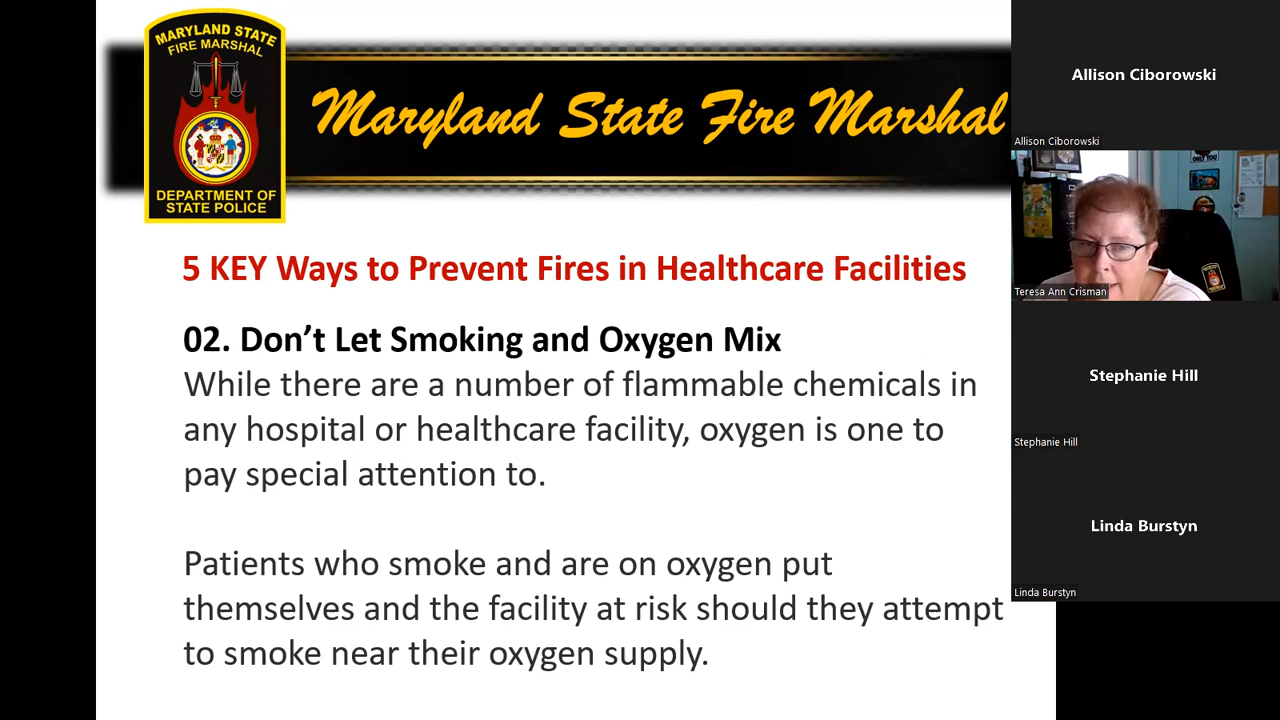 MARYLAND STATE
FIRE MARSHAL
DEPARTMENT OF
STATE POLICE
Maryland State Fire Marshal
5 KEY Ways to Prevent Fires in Healthcare Facilities
02. Don’t Let Smoking and Oxygen Mix
While there are a number of flammable chemicals in
any hospital or healthcare facility, oxygen is one to
pay special attention to.
Patients who smoke and are on oxygen put
themselves and the facility at risk should they attempt
to smoke near their oxygen supply.
Allison Ciborowski
Allison Ciborowski
ONLY YOU
Teresa Ann Crisman
Stephanie Hill
Stephanie Hill
Linda Burstyn
Linda Burstyn